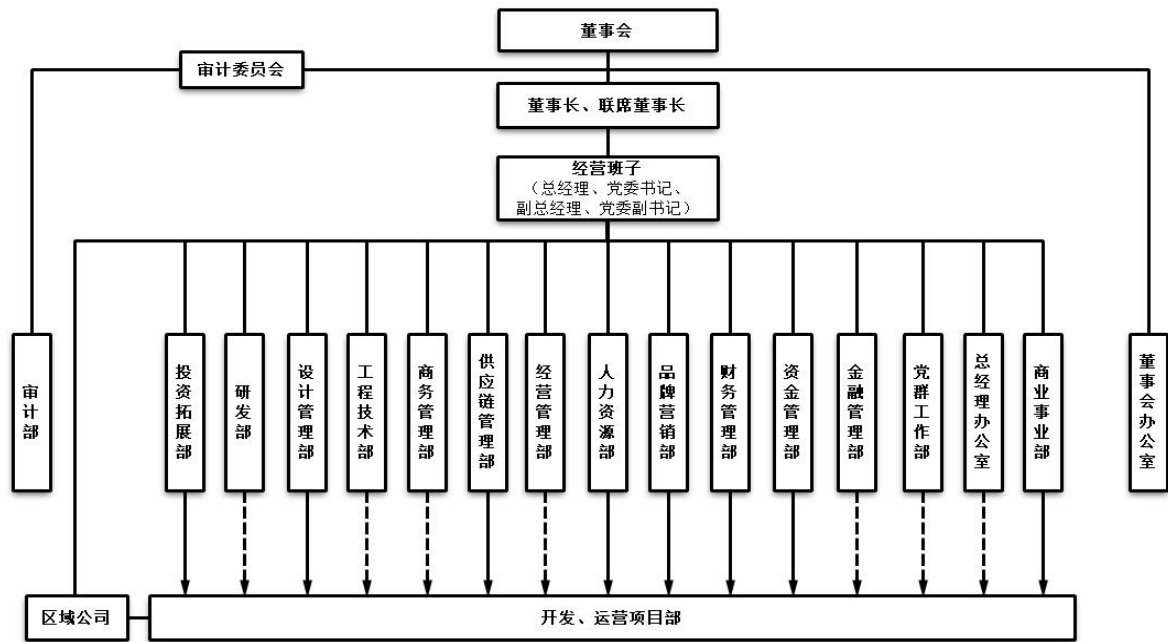 董事会
审计委员会
董事长、联席董事长
经营班子
（总经理、党委书记、
副总经理、党委副书记）
审计部
投资拓展部
研发部
设计管理部
工程技术部
商务管理部
供应链管理部
经营管理部
人力资源部
品牌营销部
财务管理部
资金管理部
金融管理部
党群工作部
总经理办公室
商业事业部
董事会办公室
区域公司
开发、运营项目部